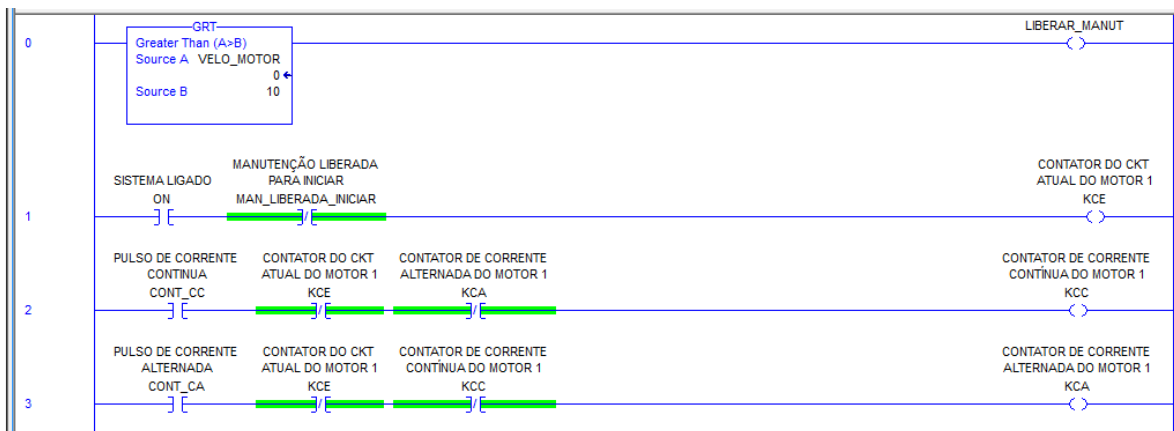 GRT
LIBERAR_MANUT
0
Greater Than (A>B)
Source A VELO_MOTOR
0
Source B 10
SISTEMA LIGADO
ON
MANUTENÇÃO LIBERADA
PARA INICIAR
MAN_LIBERADA_INICIAR
CONTATOR DO CKT
ATUAL DO MOTOR 1
KCE
1
PULSO DE CORRENTE
CONTINUA
CONT_CC
CONTATOR DO CKT
ATUAL DO MOTOR 1
KCE
CONTATOR DE CORRENTE
ALTERNADA DO MOTOR 1
KCA
CONTATOR DE CORRENTE
CONTÍNUA DO MOTOR 1
KCC
2
PULSO DE CORRENTE
ALTERNADA
CONT_CA
CONTATOR DO CKT
ATUAL DO MOTOR 1
KCE
CONTATOR DE CORRENTE
CONTÍNUA DO MOTOR 1
KCC
CONTATOR DE CORRENTE
ALTERNADA DO MOTOR 1
KCA
3